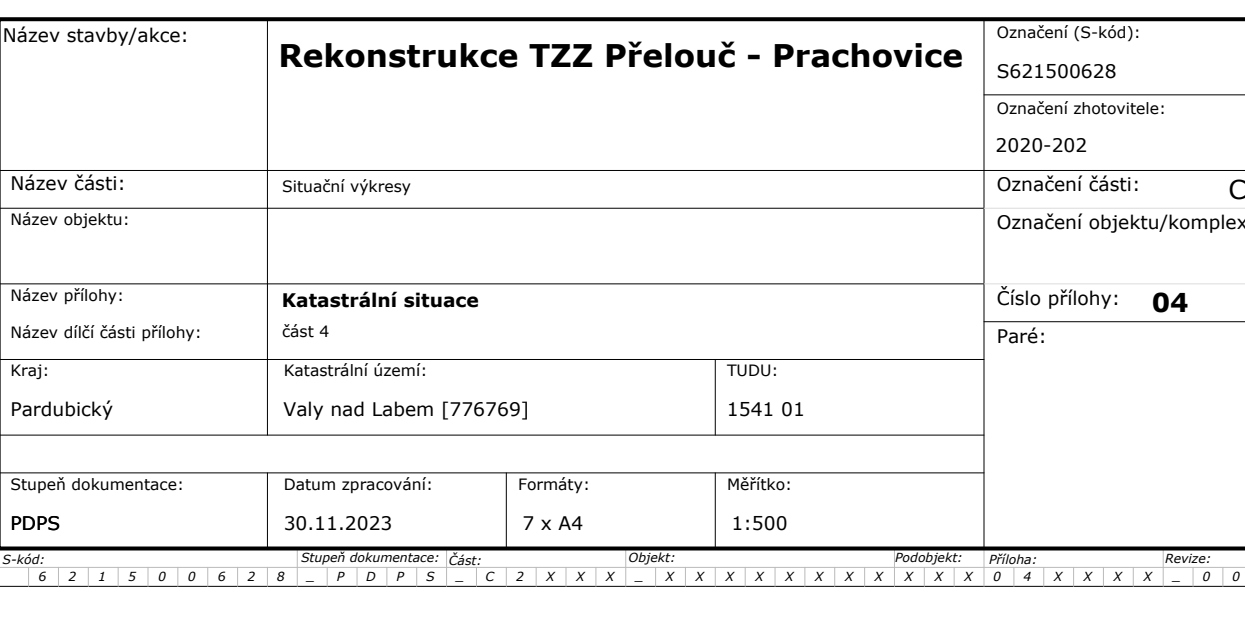 Název stavby/akce:
Rekonstrukce TZZ Přelouč - Prachovice
Označení (S-kód):
S621500628
Označení zhotovitele:
2020-202
Název části:
Situační výkresy
Označení části:
C
Název objektu:
Označení objektu/komplex
Název přílohy:
Katastrální situace
Číslo přílohy: 04
Název dílčí části přílohy:
část 4
Paré:
Kraj:
Pardubický
Katastrální území:
Valy nad Labem [776769]
TUDU:
1541 01
Stupeň dokumentace:
PDPS
Datum zpracování:
30.11.2023
Formáty:
7 x A4
Měřítko:
1:500
S-kód: Stupeň dokumentace: Část: Objekt: Podobjekt: Příloha: Revize:
6 2 1 5 0 0 6 2 8 _ P D P S _ C 2 X X X _ X X X X X X X X X X X 0 4 X X X X _ 0 0